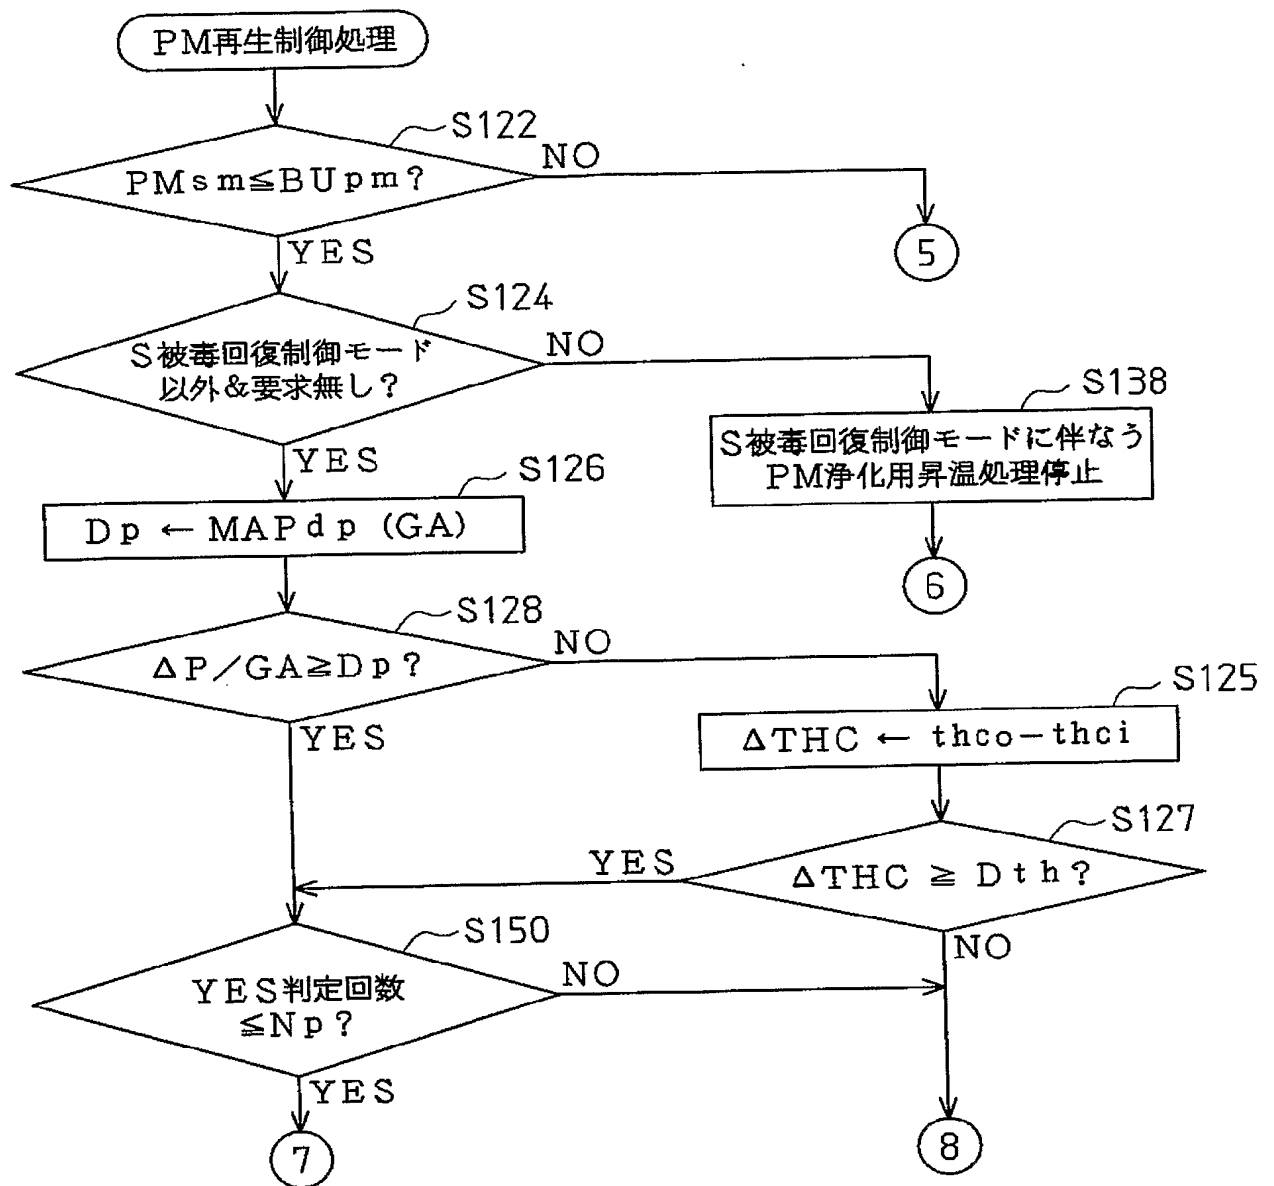 PM再生制御処理
S122
PMsm≦BUpm?
NO
YES
5
S124
S被毒回復制御モード
以外&要求無し?
NO
YES
S138
S被毒回復制御モードに伴なう
PM浄化用昇温処理停止
6
S126
Dp ← MAPdp (GA)
S128
ΔP/GA≧Dp?
NO
YES
S125
ΔTHC ← thco-thci
S127
ΔTHC ≧ Dth?
YES
NO
S150
YES判定回数
≦Np?
NO
YES
7
8